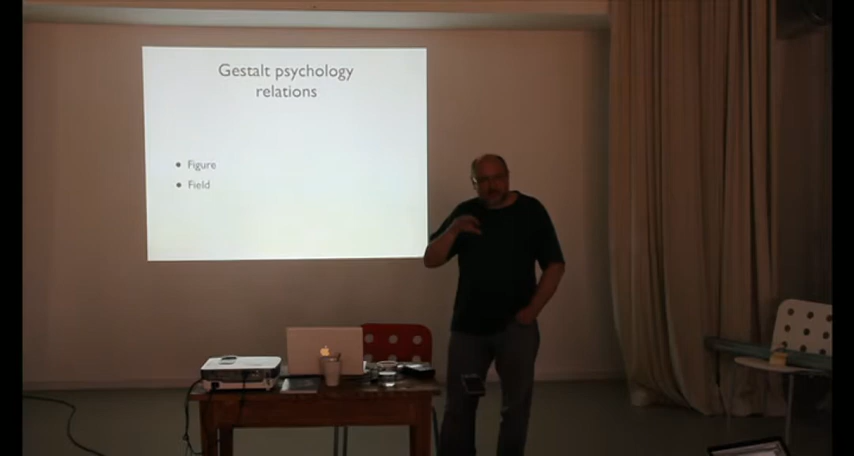 Gestalt psychology
relations
• Figure
• Field